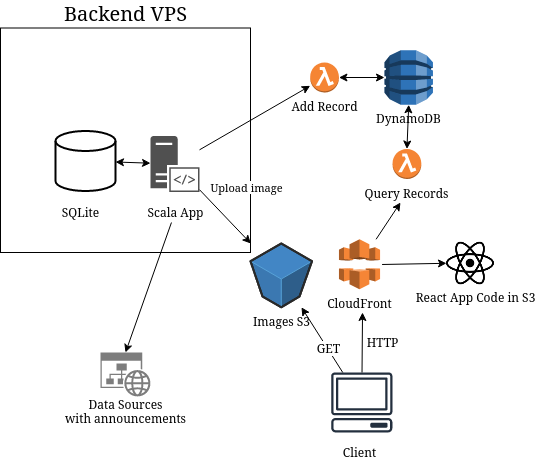 Backend VPS
Add Record
DynamoDB
</>
Upload image
Query Records
SQLite
Scala App
CloudFront
React App Code in S3
Images S3
GET
HTTP
Data Sources
with announcements
Client